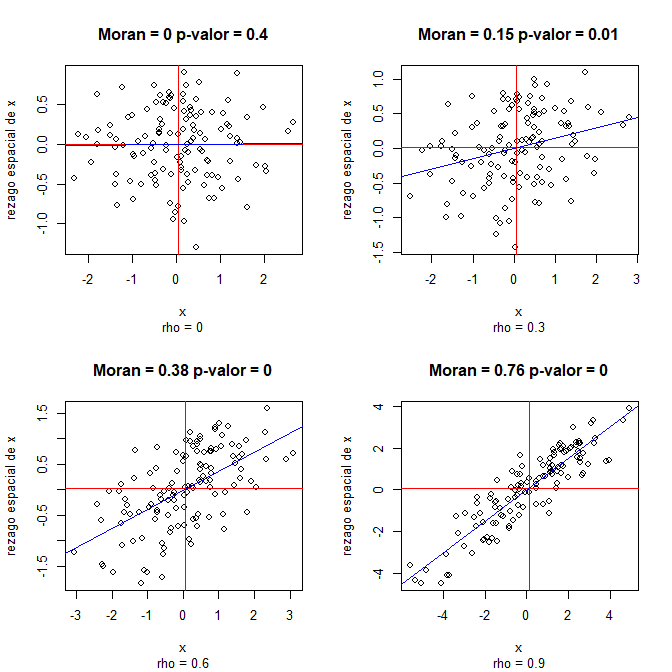 Moran = 0 p-valor = 0.4
rezago espacial de x
0.5
0.0
-0.5
-1.0
-2 -1 0 1 2
x
rho = 0
Moran = 0.15 p-valor = 0.01
rezago espacial de x
1.0
0.5
0.0
-0.5
-1.0
-1.5
-2 -1 0 1 2 3
x
rho = 0.3
Moran = 0.38 p-valor = 0
rezago espacial de x
1.5
0.5
-0.5
-1.5
-3 -2 -1 0 1 2 3
x
rho = 0.6
Moran = 0.76 p-valor = 0
rezago espacial de x
4
2
0
-2
-4
-4 -2 0 2 4
x
rho = 0.9